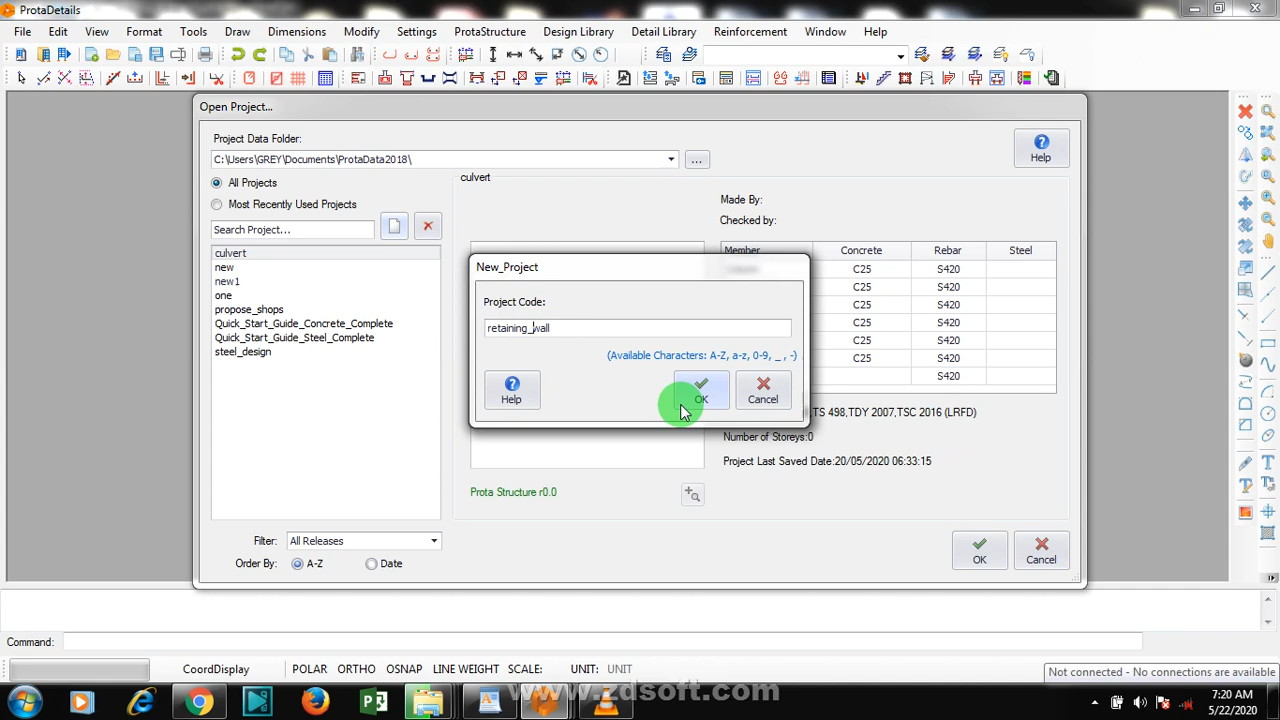 ProtaDetails
File Edit View Format Tools Draw Dimensions Modify Settings ProtaStructure Design Library Detail Library Reinforcement Window Help
Open Project...
Project Data Folder:
C:\Users\GREY\Documents\ProtaData2018\
...
Help
All Projects
Most Recently Used Projects
Search Project...
culvert
new
new1
one
propose_shops
Quick_Start_Guide_Concrete_Complete
Quick_Start_Guide_Steel_Complete
steel_design
Filter: All Releases
Order By: A-Z Date
culvert
Made By:
Checked by:
Member Concrete Rebar Steel
C25 S420
C25 S420
C25 S420
C25 S420
C25 S420
C25 S420
S420
TS 498,TDY 2007,TSC 2016 (LRFD)
Number of Storeys:0
Project Last Saved Date:20/05/2020 06:33:15
Prota Structure r0.0
OK Cancel
New_Project
Project Code:
retaining_wall
(Available Characters: A-Z, a-z, 0-9, _ , -)
Help OK Cancel
Command:
CoordDisplay POLAR ORTHO OSNAP LINE WEIGHT SCALE: UNIT: UNIT
Not connected - No connections are available
www.zdsoft.com
7:20 AM
5/22/2020